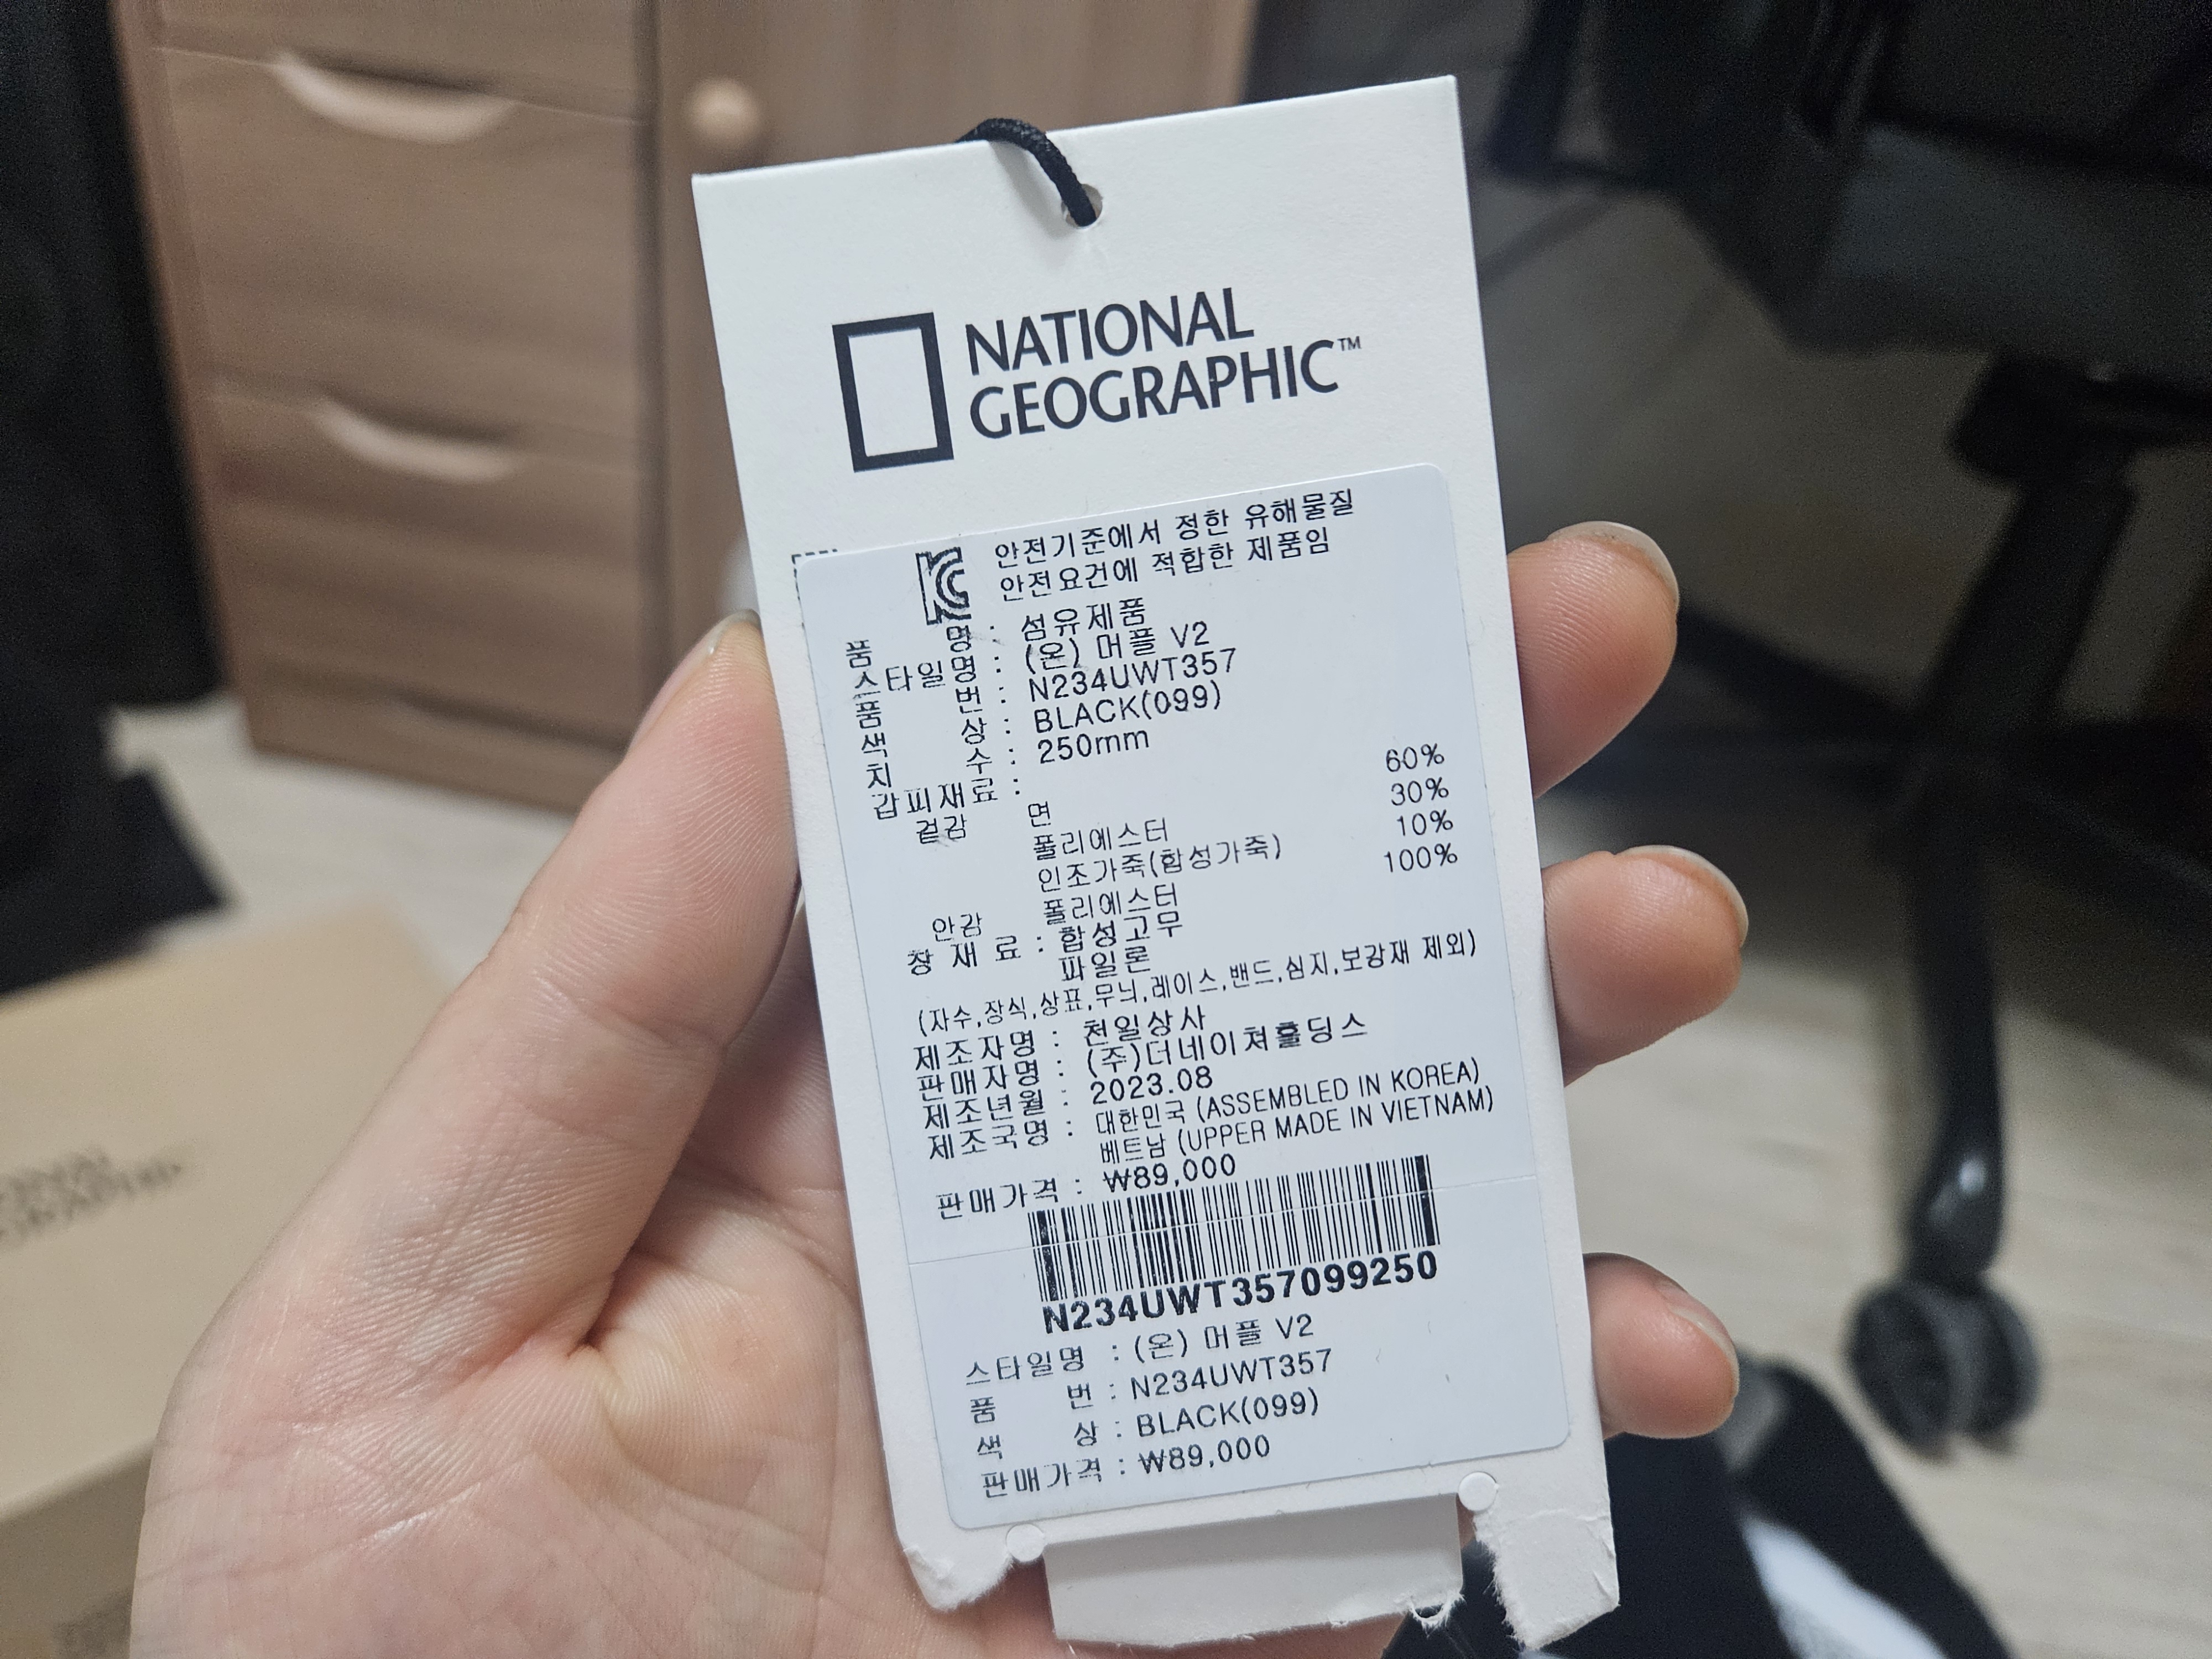 NATIONAL
GEOGRAPHIC™
안전기준에서 정한 유해물질
안전요건에 적합한 제품임
품 명 : 섬유제품
스타일명 : (온) 머플 V2
품 번 : N234UWT357
색 상 : BLACK(099)
치 수 : 250mm
갑피재료 :
겉감 면 60%
폴리에스터 30%
인조가죽(합성가죽) 10%
안감 폴리에스터 100%
창 재 료 : 합성고무
파일론
(자수,장식,상표,무늬,레이스,밴드,심지,보강재 제외)
제조자명 : 천일상사
판매자명 : (주)더네이쳐홀딩스
제조년월 : 2023.08
제조국명 : 대한민국 (ASSEMBLED IN KOREA)
베트남 (UPPER MADE IN VIETNAM)
판매가격 : ₩89,000
N234UWT357099250
스타일명 : (온) 머플 V2
품 번 : N234UWT357
색 상 : BLACK(099)
판매가격 : ₩89,000